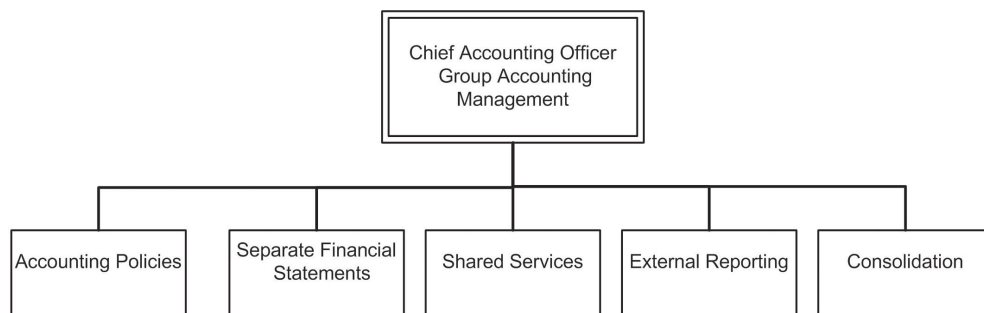 Chief Accounting Officer
Group Accounting
Management
Accounting Policies
Separate Financial
Statements
Shared Services
External Reporting
Consolidation